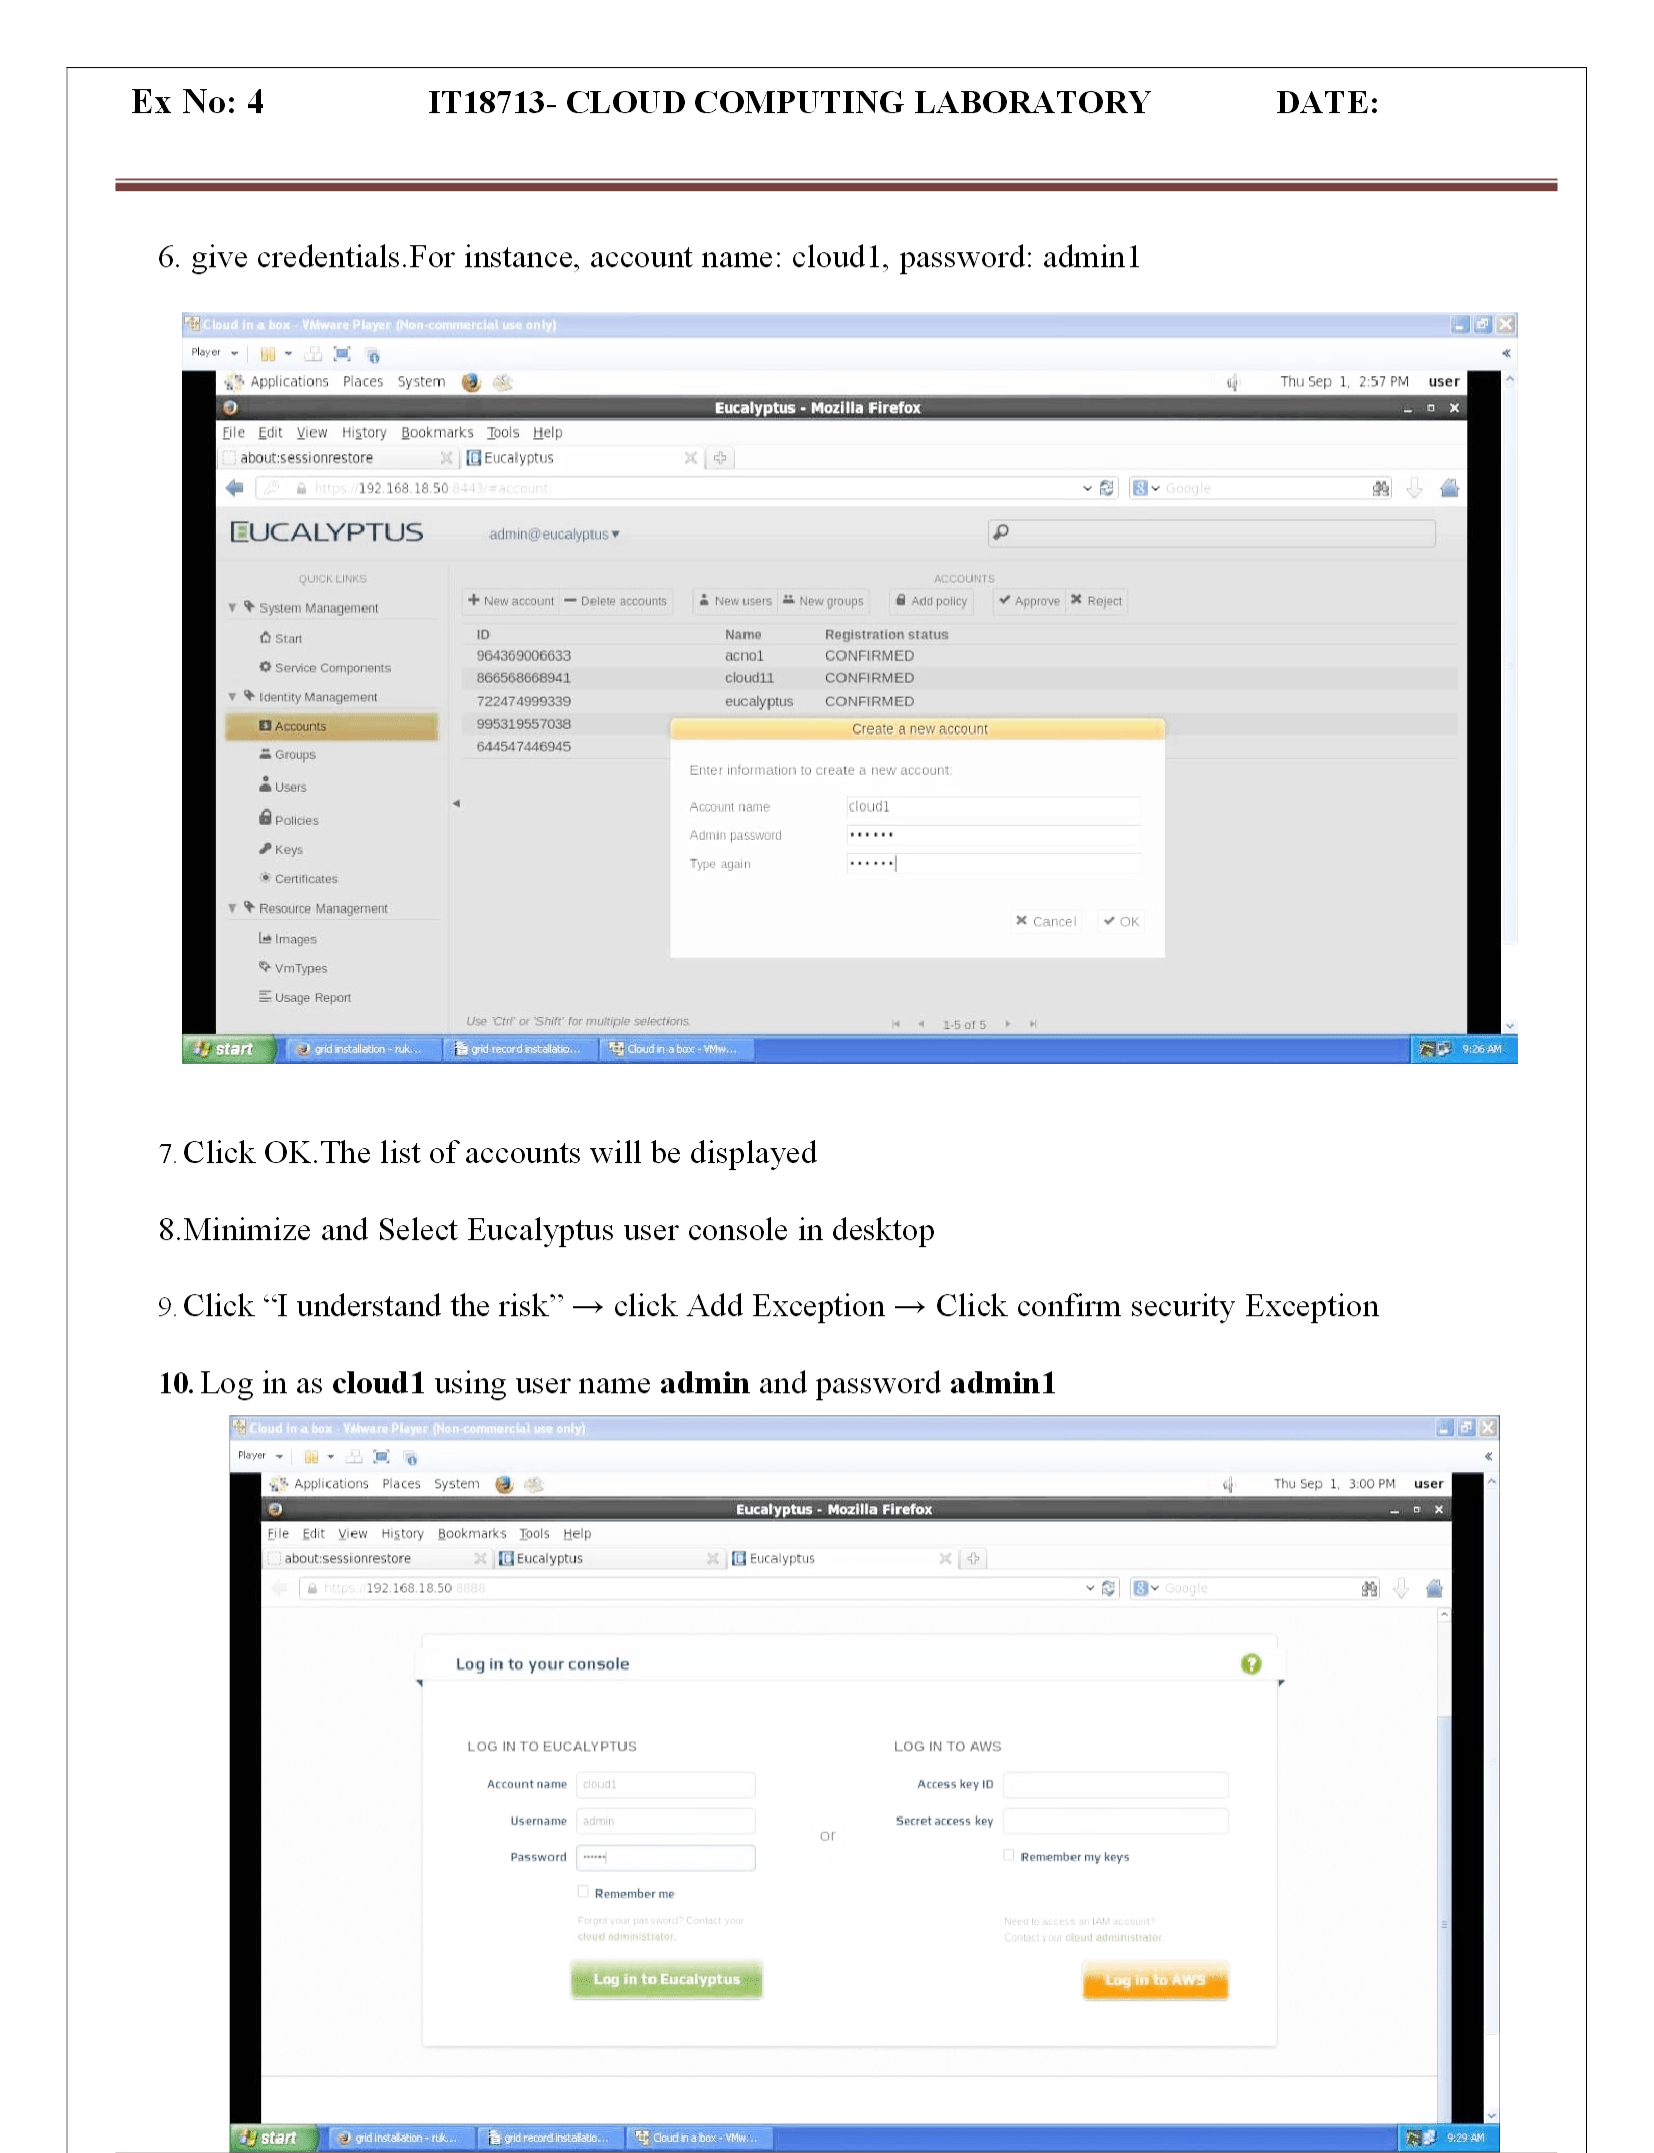 Ex No: 4 IT18713- CLOUD COMPUTING LABORATORY DATE:
6. give credentials.For instance, account name: cloud1, password: admin1
Cloud in a box - VMware Player (Non-commercial use only)
Player
Applications Places System Thu Sep 1, 2:57 PM user
Eucalyptus - Mozilla Firefox
File Edit View History Bookmarks Tools Help
about:sessionrestore Eucalyptus
https://192.168.18.50:8443/#account: Google
EUCALYPTUS admin@eucalyptus ▾
QUICK LINKS ACCOUNTS
System Management
New account Delete accounts New users New groups Add policy Approve Reject
Start
Service Components
Identity Management
Accounts
Groups
Users
Policies
Keys
Certificates
Resource Management
Images
VmTypes
Usage Report
ID Name Registration status
964369006633 acno1 CONFIRMED
866568668941 cloud11 CONFIRMED
722474999339 eucalyptus CONFIRMED
995319557038
644547446945
Create a new account
Enter information to create a new account:
Account name cloud1
Admin password ••••••
Type again ••••••
Cancel OK
Use 'Ctrl' or 'Shift' for multiple selections. 1-5 of 5
start grid installation - ruk... grid record installatio... Cloud in a box - VMw... 9:26 AM
7. Click OK.The list of accounts will be displayed
8.Minimize and Select Eucalyptus user console in desktop
9. Click “I understand the risk” → click Add Exception → Click confirm security Exception
10. Log in as cloud1 using user name admin and password admin1
Cloud in a box - VMware Player (Non-commercial use only)
Player
Applications Places System Thu Sep 1, 3:00 PM user
Eucalyptus - Mozilla Firefox
File Edit View History Bookmarks Tools Help
about:sessionrestore Eucalyptus Eucalyptus
https://192.168.18.50:8888 Google
Log in to your console ?
LOG IN TO EUCALYPTUS
Account name cloud1
Username admin
Password ••••••
Remember me
Forgot your password? Contact your
cloud administrator.
Log in to Eucalyptus
or
LOG IN TO AWS
Access key ID
Secret access key
Remember my keys
Need to access an IAM account?
Contact your cloud administrator.
Log in to AWS
start grid installation - ruk... grid record installatio... Cloud in a box - VMw... 9:29 AM